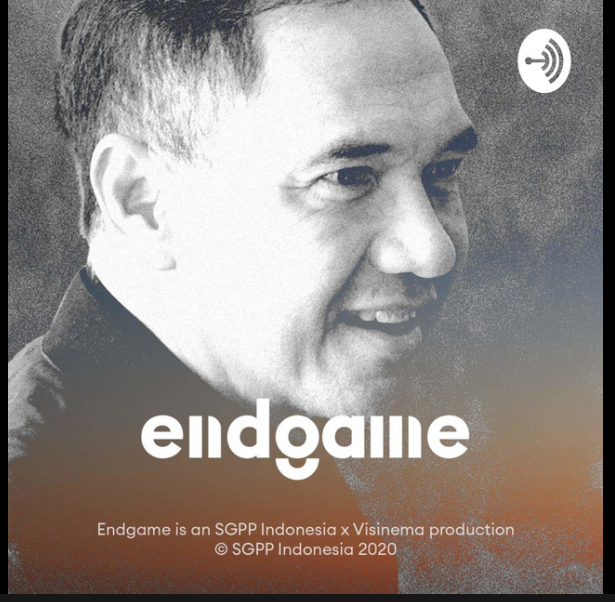 endgame
Endgame is an SGPP Indonesia x Visinema production
© SGPP Indonesia 2020